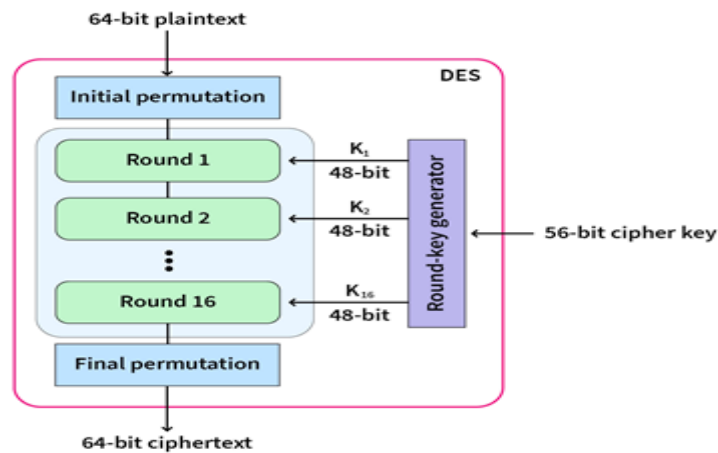 64-bit plaintext
DES
Initial permutation
Round 1
K₁
48-bit
Round 2
K₂
48-bit
Round-key generator
56-bit cipher key
Round 16
K₁₆
48-bit
Final permutation
64-bit ciphertext